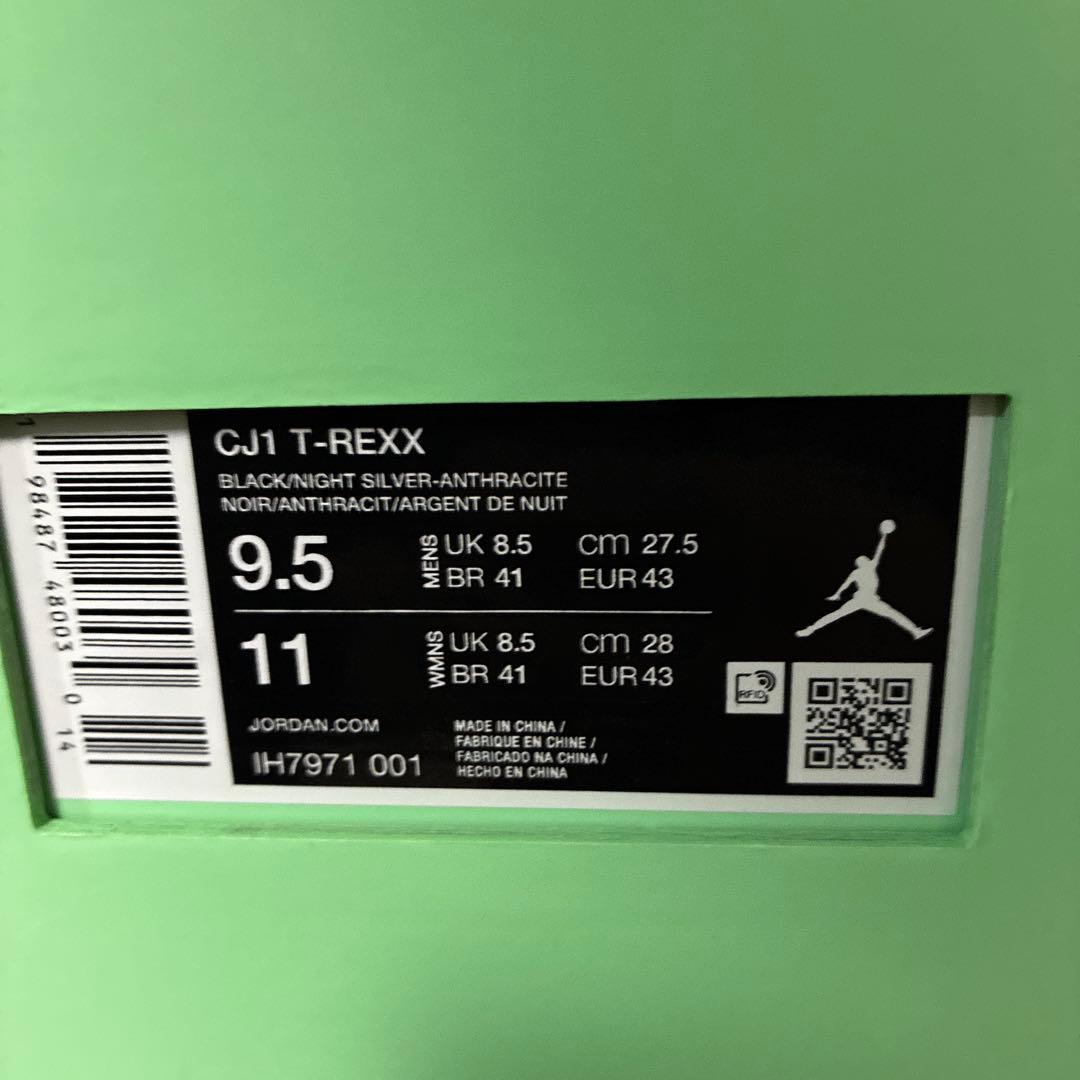 CJ1 T-REXX
BLACK/NIGHT SILVER-ANTHRACITE
NOIR/ANTHRACIT/ARGENT DE NUIT
9.5 MENS UK 8.5 CM 27.5
BR 41 EUR 43
11 WMNS UK 8.5 CM 28
BR 41 EUR 43
JORDAN.COM
IH7971 001
MADE IN CHINA /
FABRIQUE EN CHINE /
FABRICADO NA CHINA /
HECHO EN CHINA
RFID
98487 48003 0 14